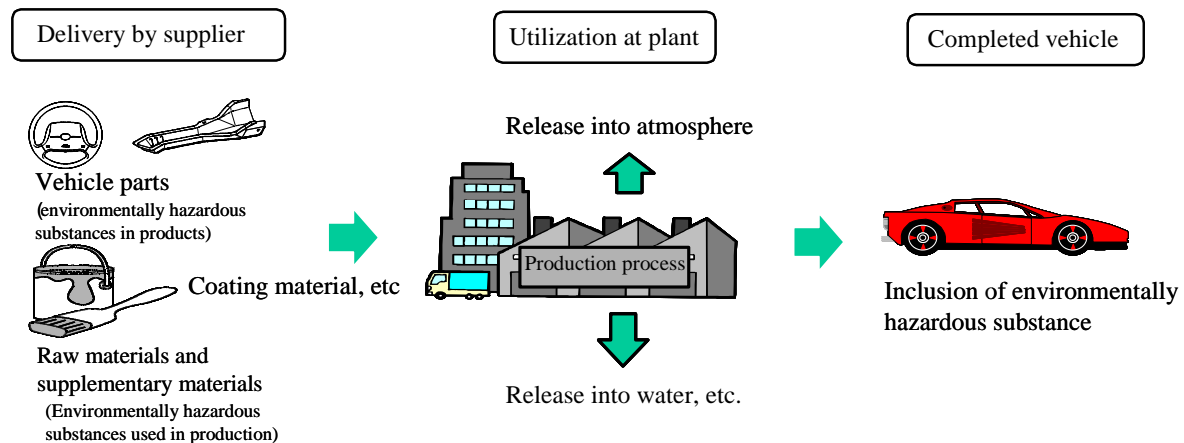 Delivery by supplier
Utilization at plant
Completed vehicle
Vehicle parts
(environmentally hazardous
substances in products)
Coating material, etc
Raw materials and
supplementary materials
(Environmentally hazardous
substances used in production)
Release into atmosphere
Production process
Release into water, etc.
Inclusion of environmentally
hazardous substance